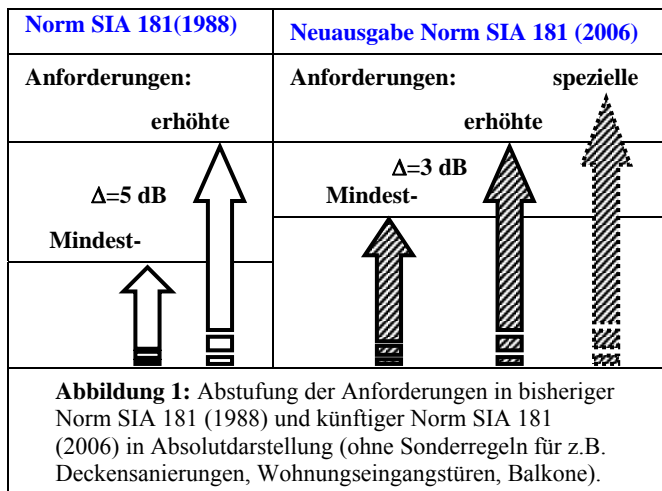 Norm SIA 181(1988)
Neuausgabe Norm SIA 181 (2006)
Anforderungen:
erhöhte
Δ=5 dB
Mindest-
Anforderungen: spezielle
erhöhte
Δ=3 dB
Mindest-
Abbildung 1: Abstufung der Anforderungen in bisheriger
Norm SIA 181 (1988) und künftiger Norm SIA 181
(2006) in Absolutdarstellung (ohne Sonderregeln für z.B.
Deckensanierungen, Wohnungseingangstüren, Balkone).